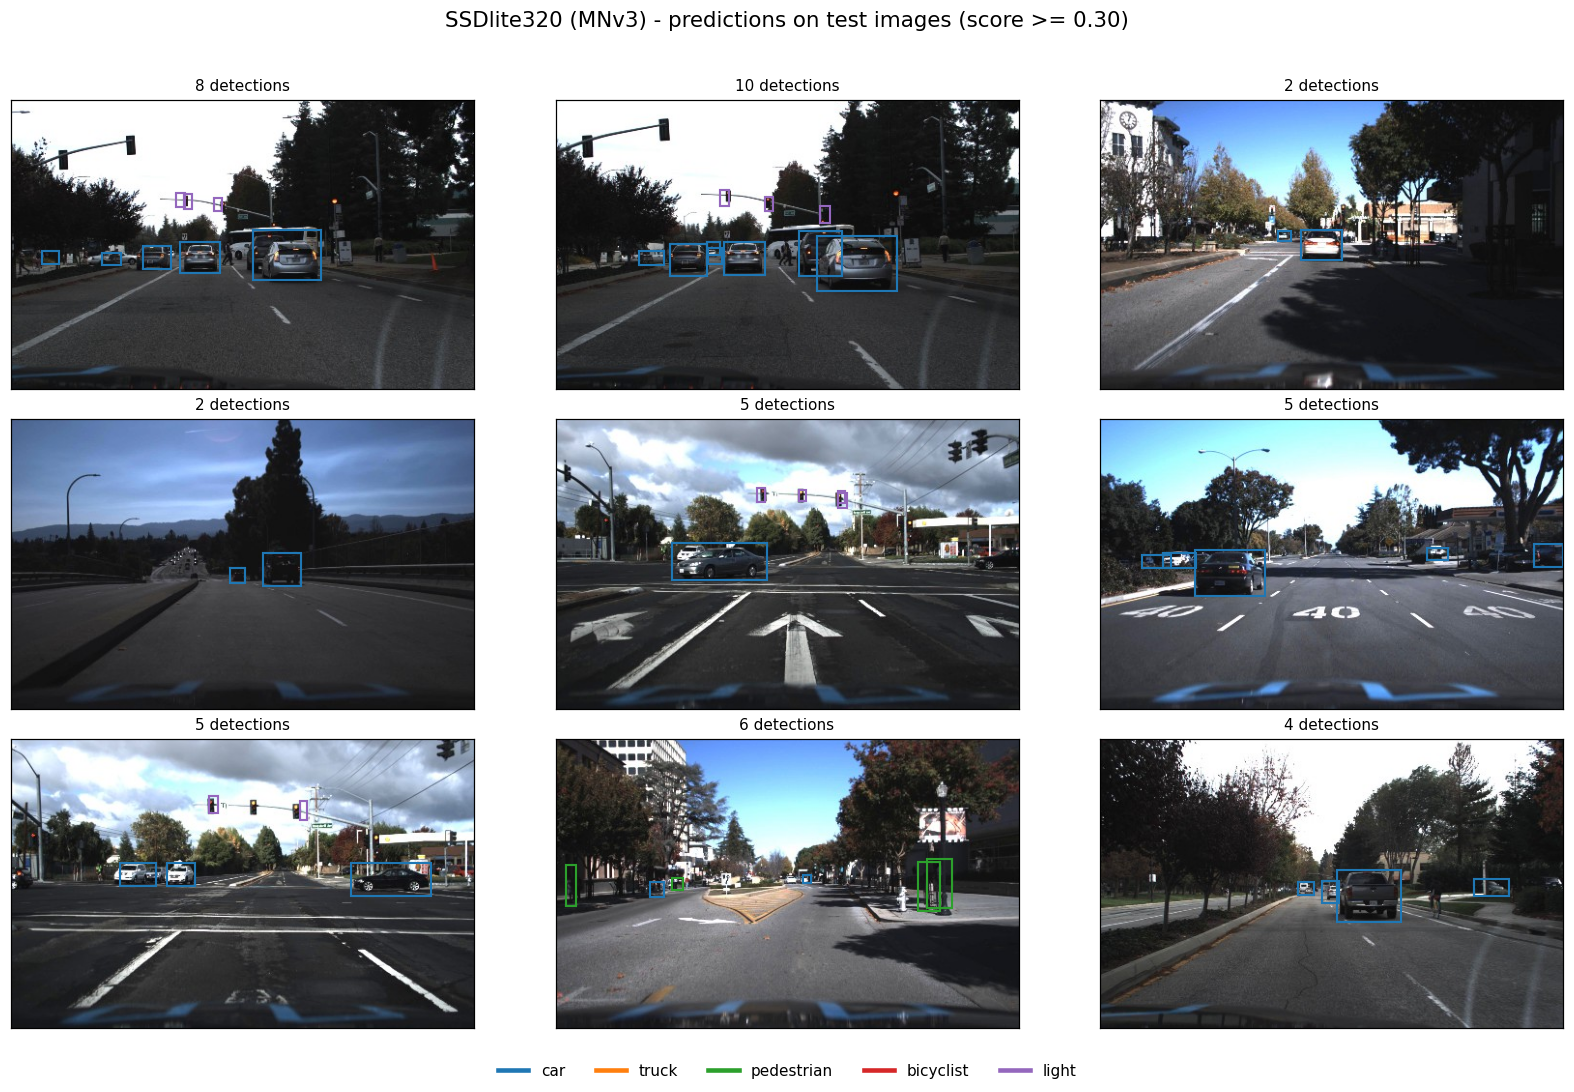 SSDlite320 (MNv3) - predictions on test images (score >= 0.30)
8 detections
10 detections
2 detections
2 detections
5 detections
5 detections
40 40 40
5 detections
6 detections
4 detections
car truck pedestrian bicyclist light